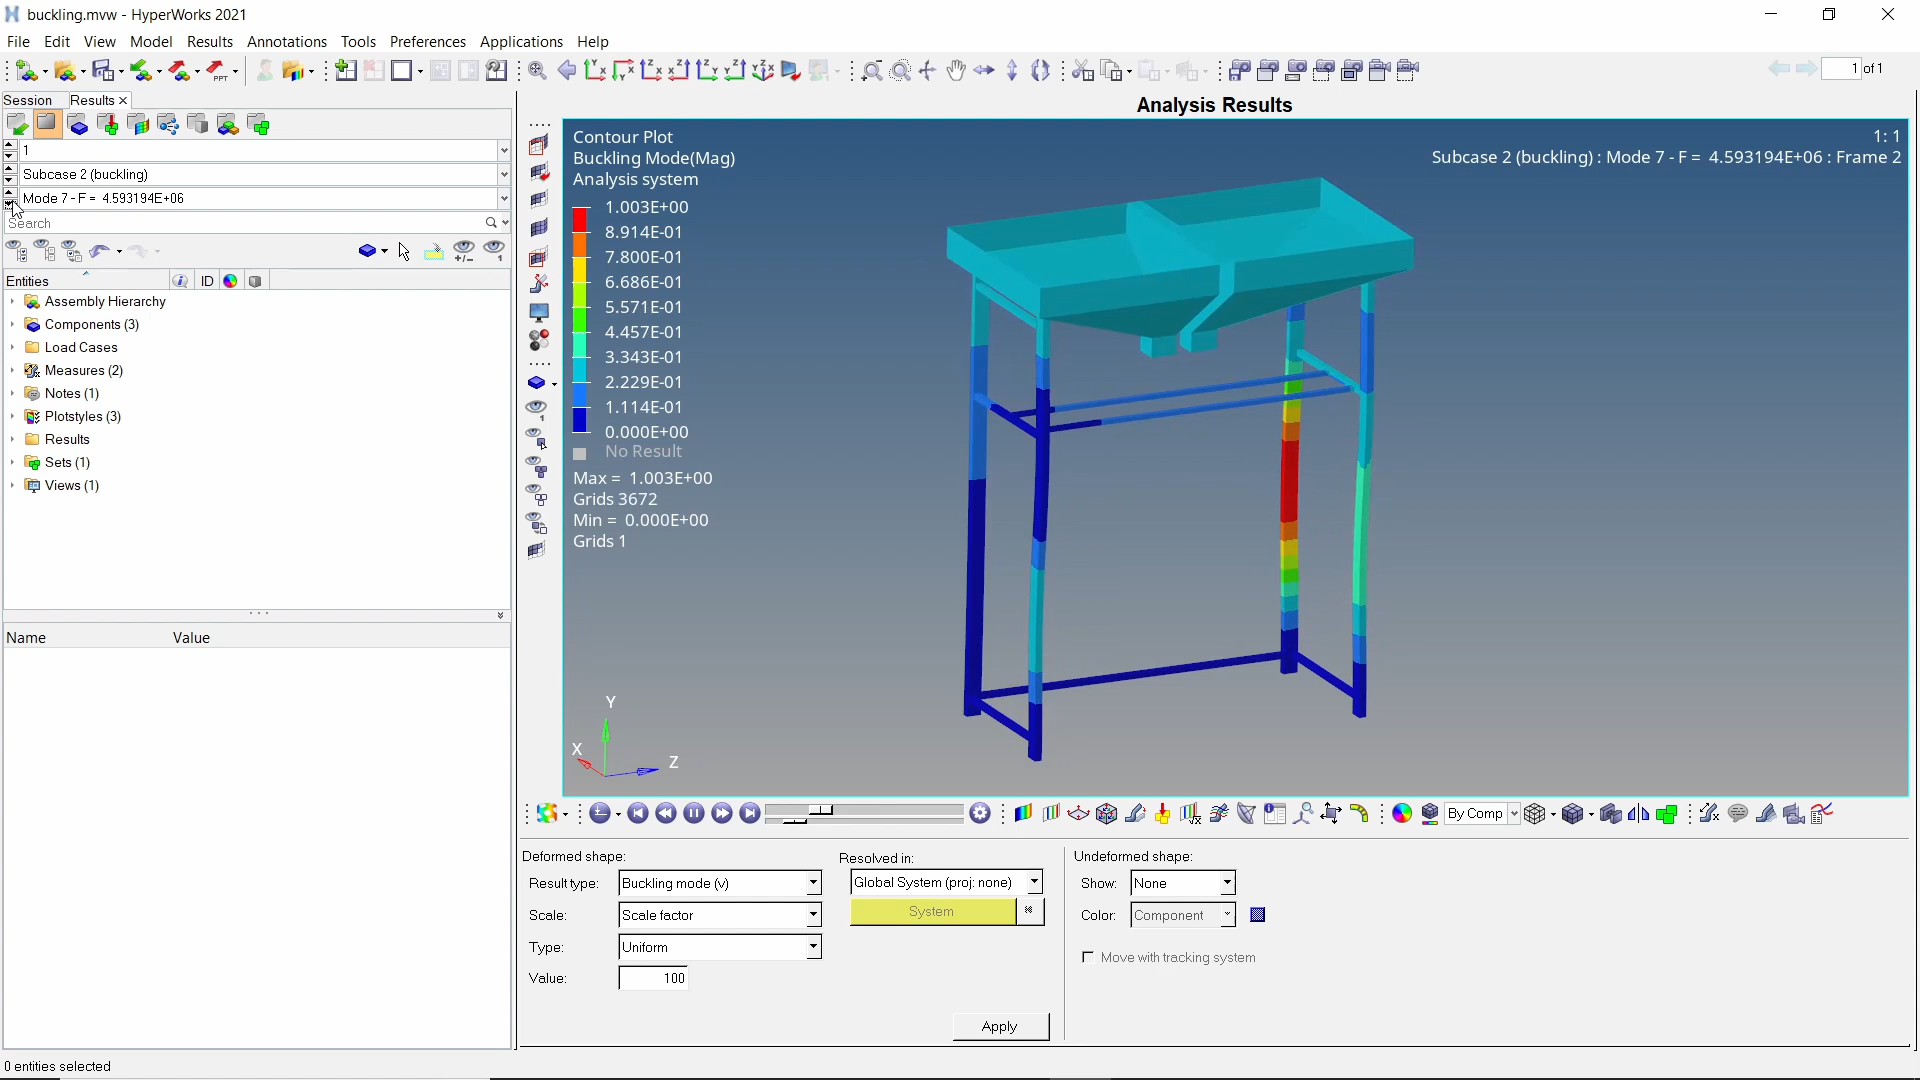 buckling.mvw - HyperWorks 2021
File Edit View Model Results Annotations Tools Preferences Applications Help
PPT
1 of 1
Session Results
1
Subcase 2 (buckling)
Mode 7 - F = 4.593194E+06
Search
Entities ID
Assembly Hierarchy
Components (3)
Load Cases
Measures (2)
Notes (1)
Plotstyles (3)
Results
Sets (1)
Views (1)
Name Value
0 entities selected
Analysis Results
Contour Plot
Buckling Mode(Mag)
Analysis system
1.003E+00
8.914E-01
7.800E-01
6.686E-01
5.571E-01
4.457E-01
3.343E-01
2.229E-01
1.114E-01
0.000E+00
No Result
Max = 1.003E+00
Grids 3672
Min = 0.000E+00
Grids 1
1: 1
Subcase 2 (buckling) : Mode 7 - F = 4.593194E+06 : Frame 2
Y
X
Z
By Comp
Deformed shape:
Result type: Buckling mode (v)
Scale: Scale factor
Type: Uniform
Value: 100
Resolved in:
Global System (proj: none)
System
Apply
Undeformed shape:
Show: None
Color: Component
Move with tracking system